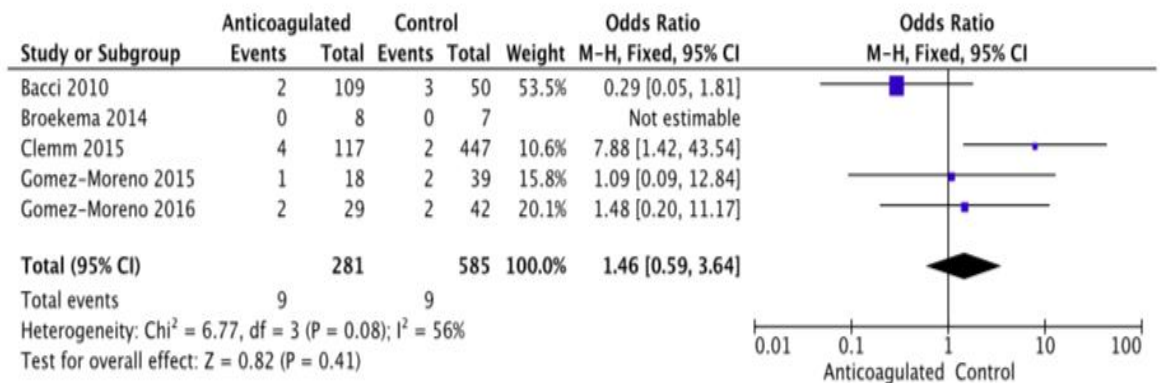 Anticoagulated Control Odds Ratio Odds Ratio
Study or Subgroup Events Total Events Total Weight M-H, Fixed, 95% CI M-H, Fixed, 95% CI
Bacci 2010 2 109 3 50 53.5% 0.29 [0.05, 1.81]
Broekema 2014 0 8 0 7 Not estimable
Clemm 2015 4 117 2 447 10.6% 7.88 [1.42, 43.54]
Gomez-Moreno 2015 1 18 2 39 15.8% 1.09 [0.09, 12.84]
Gomez-Moreno 2016 2 29 2 42 20.1% 1.48 [0.20, 11.17]
Total (95% CI) 281 585 100.0% 1.46 [0.59, 3.64]
Total events 9 9
Heterogeneity: Chi² = 6.77, df = 3 (P = 0.08); I² = 56%
Test for overall effect: Z = 0.82 (P = 0.41)
0.01 0.1 1 10 100
Anticoagulated Control